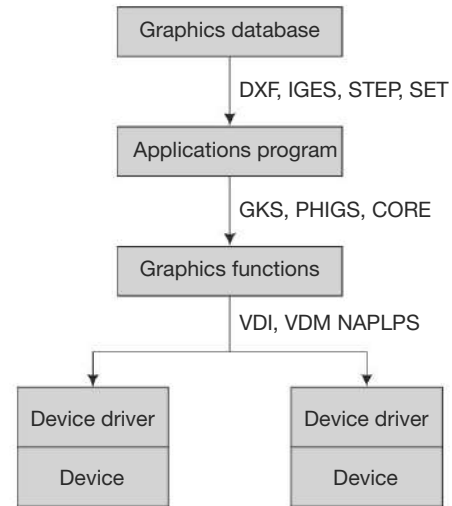 Graphics database
DXF, IGES, STEP, SET
Applications program
GKS, PHIGS, CORE
Graphics functions
VDI, VDM NAPLPS
Device driver
Device
Device driver
Device